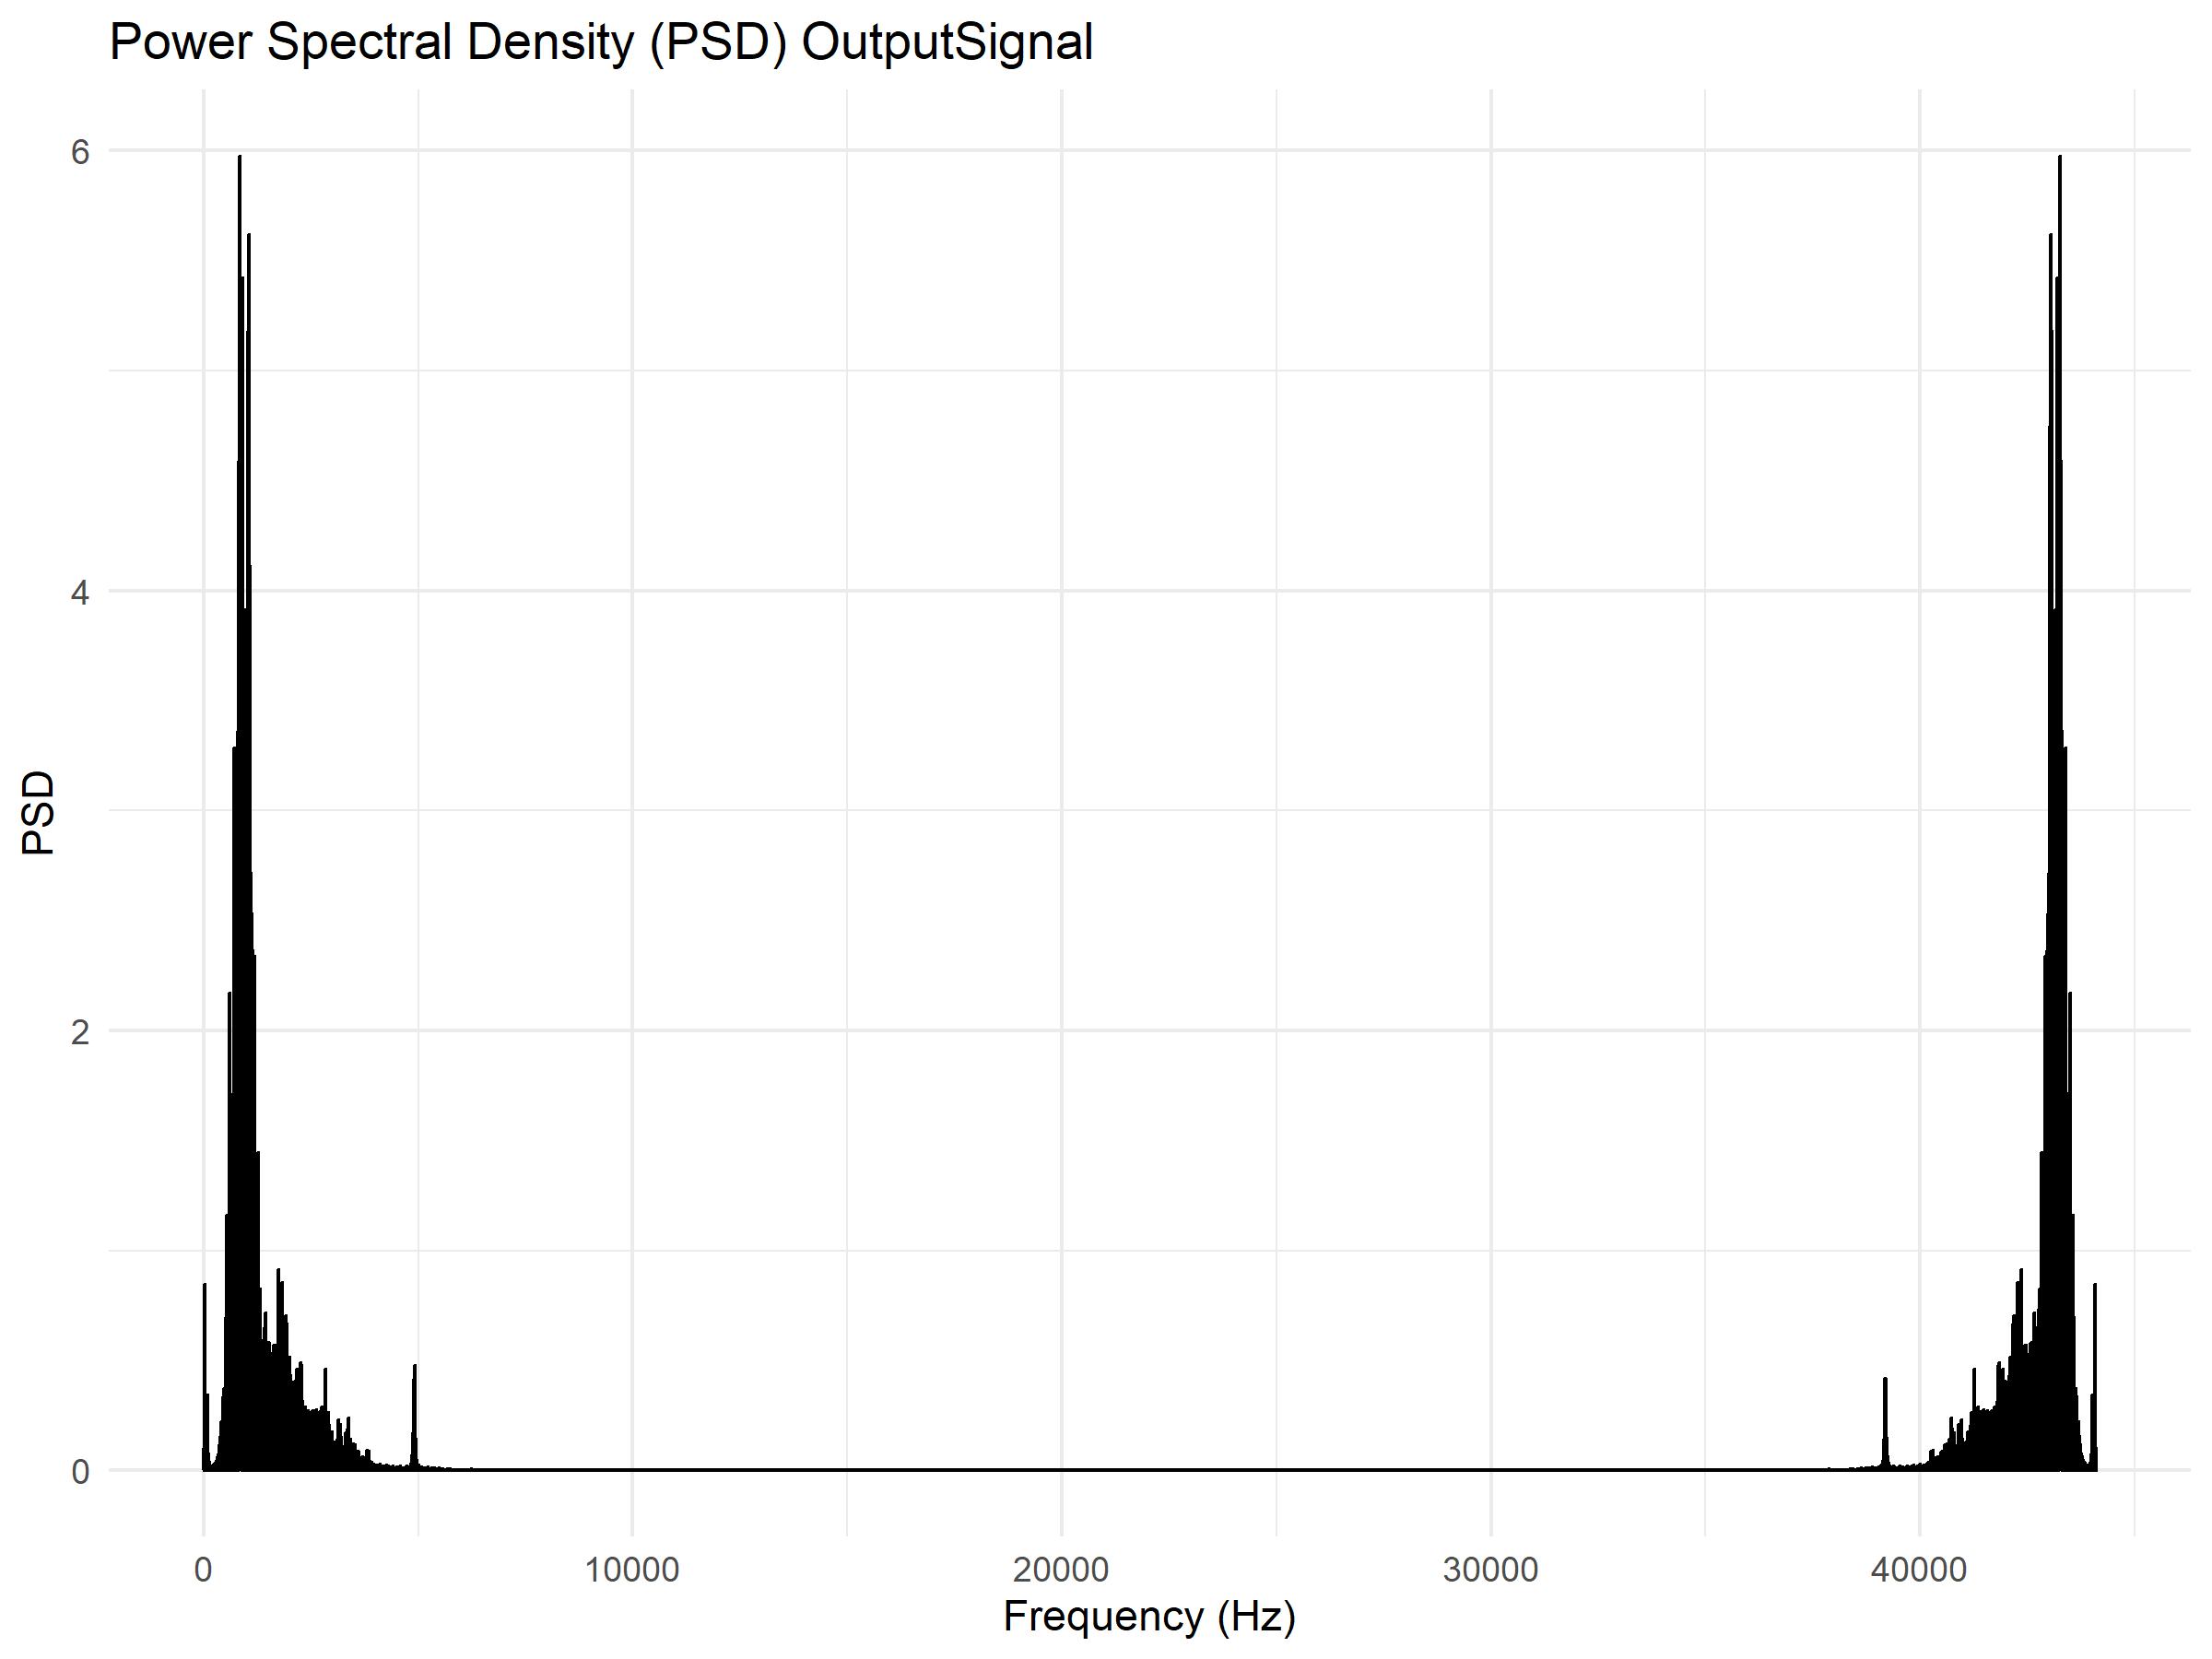 Power Spectral Density (PSD) OutputSignal
6
4
2
0
PSD
0 10000 20000 30000 40000
Frequency (Hz)